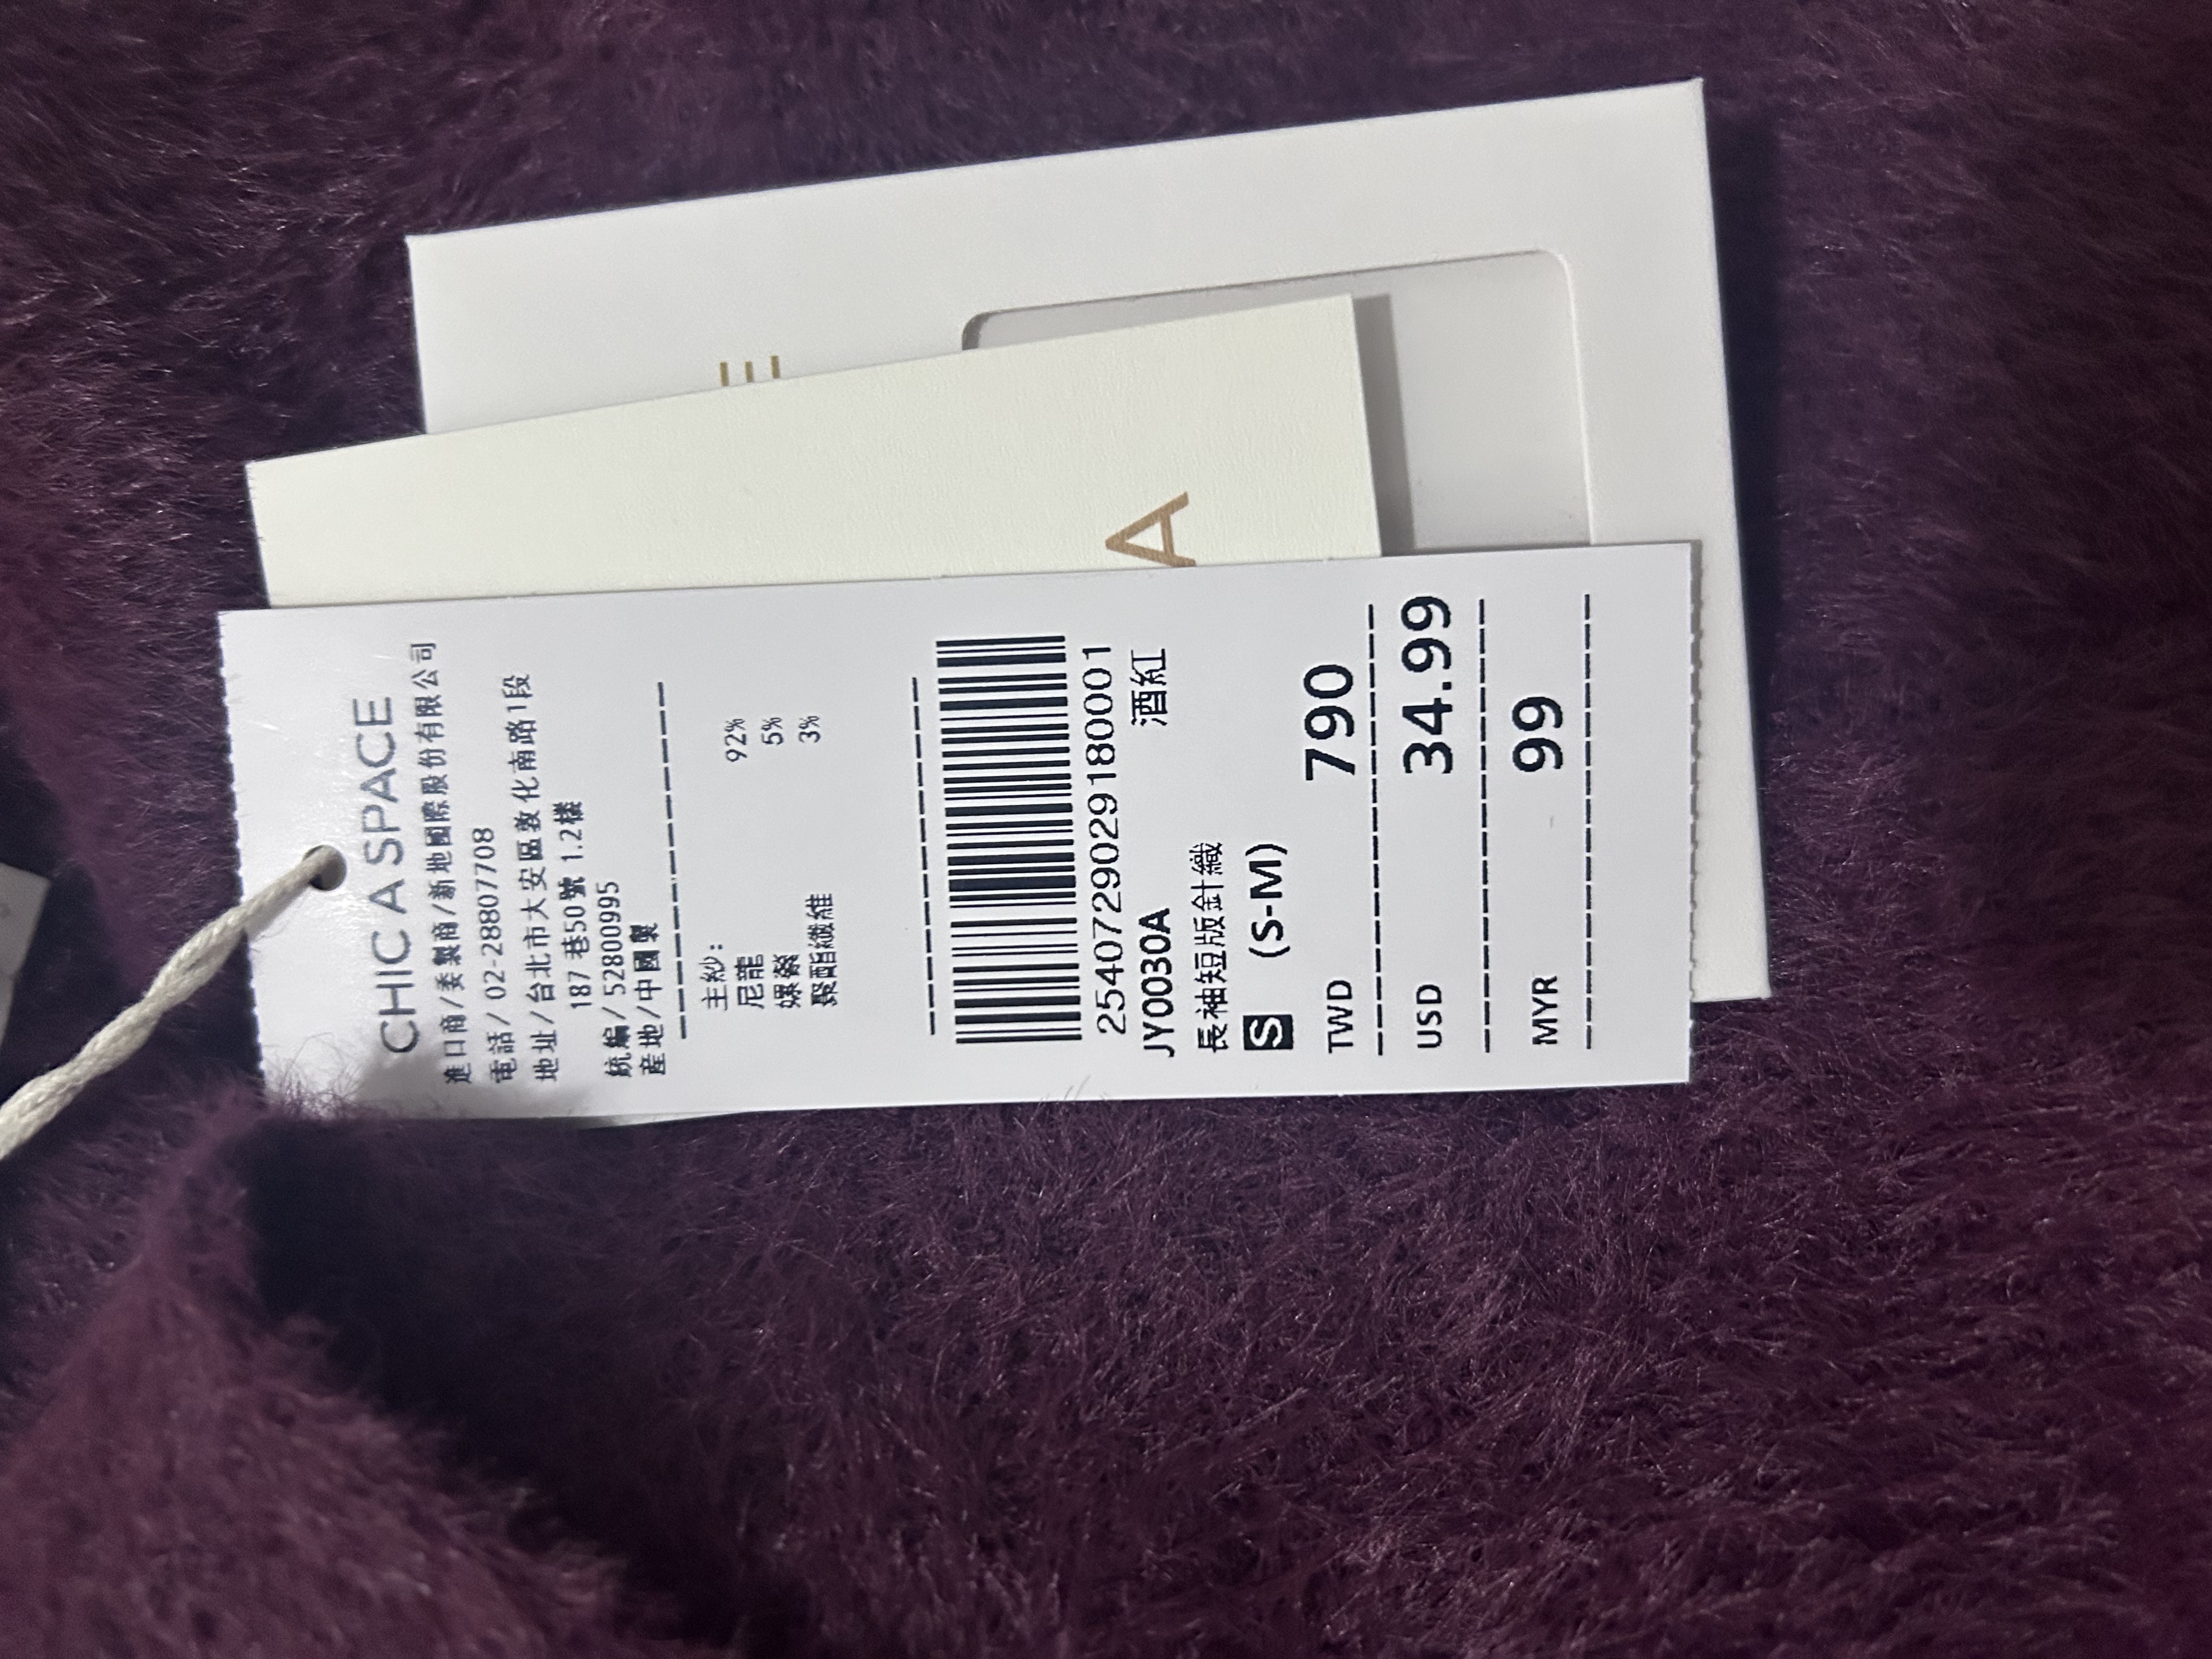 CHIC A SPACE
進口商/委製商/新地國際股份有限公司
電話/ 02-28807708
地址/台北市大安區敦化南路1段
187 巷50號 1.2樓
統編/ 52800995
産地/中國製
主紗:
尼龍 92%
嫘縈 5%
聚酯纖維 3%
2540729029180001
JY0030A 酒紅
長袖短版針織
S (S-M)
TWD 790
USD 34.99
MYR 99
A
E